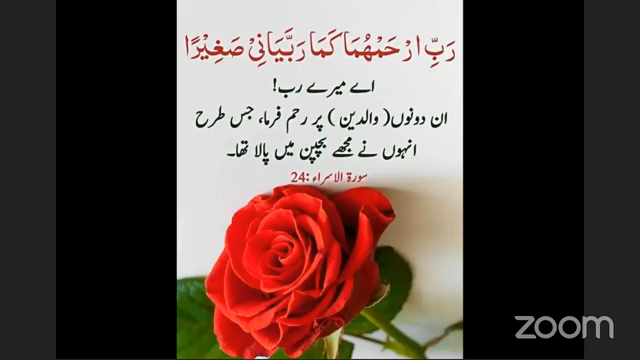 رَبِّ ارْحَمْهُمَا كَمَا رَبَّيَانِيْ صَغِيْرًا
اے میرے رب!
ان دونوں( والدین ) پر رحم فرما، جس طرح
انہوں نے مجھے بچپن میں پالا تھا۔
سورۃ الاسراء :24
zoom